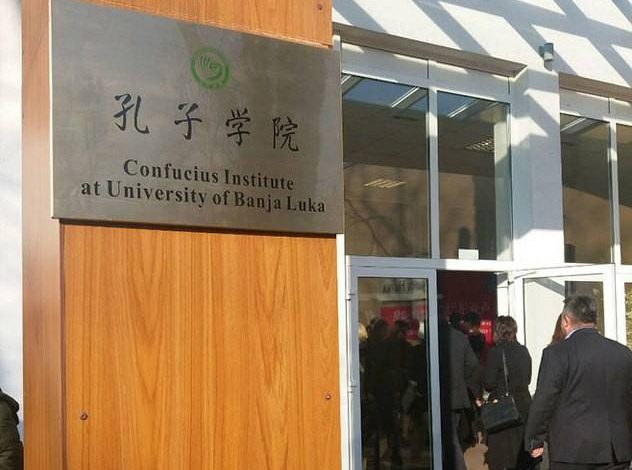 孔子学院
Confucius Institute
at University of Banja Luka